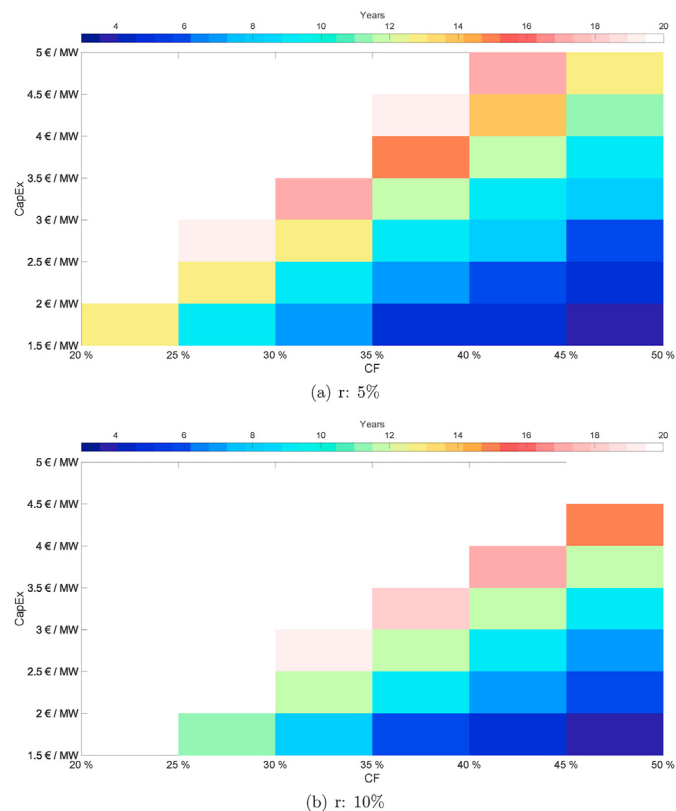 Years
4 6 8 10 12 14 16 18 20
5 € / MW
4.5 € / MW
4 € / MW
3.5 € / MW
3 € / MW
2.5 € / MW
2 € / MW
1.5 € / MW
CapEx
20 % 25 % 30 % 35 % 40 % 45 % 50 %
CF
(a) r: 5%
Years
4 6 8 10 12 14 16 18 20
5 € / MW
4.5 € / MW
4 € / MW
3.5 € / MW
3 € / MW
2.5 € / MW
2 € / MW
1.5 € / MW
CapEx
20 % 25 % 30 % 35 % 40 % 45 % 50 %
CF
(b) r: 10%